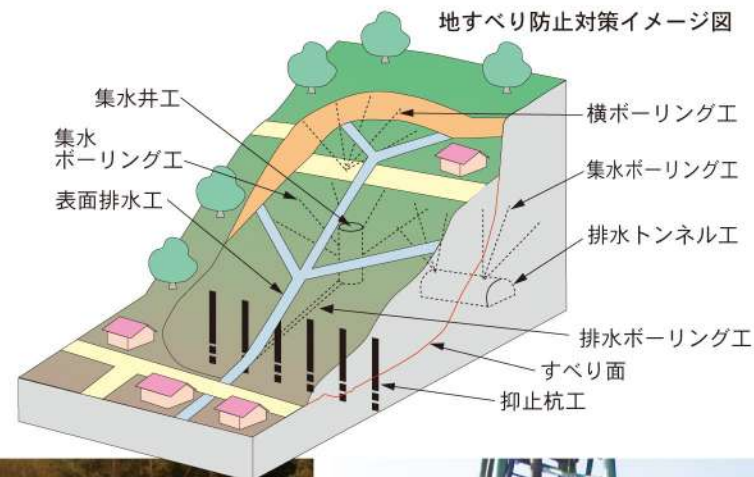 地すべり防止対策イメージ図
集水井工
集水
ボーリング工
表面排水工
横ボーリング工
集水ボーリング工
排水トンネル工
排水ボーリング工
すべり面
抑止杭工